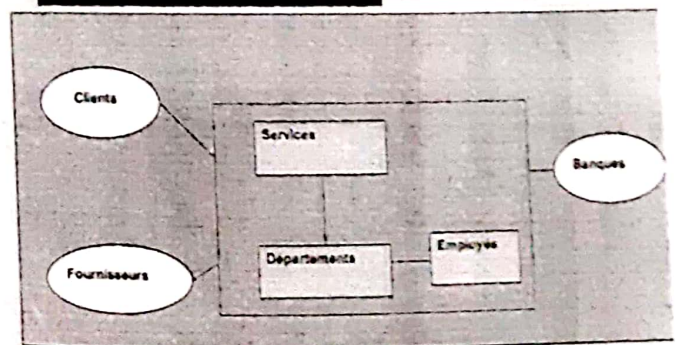 Clients
Services
Banques
Départements
Employés
Fournisseurs